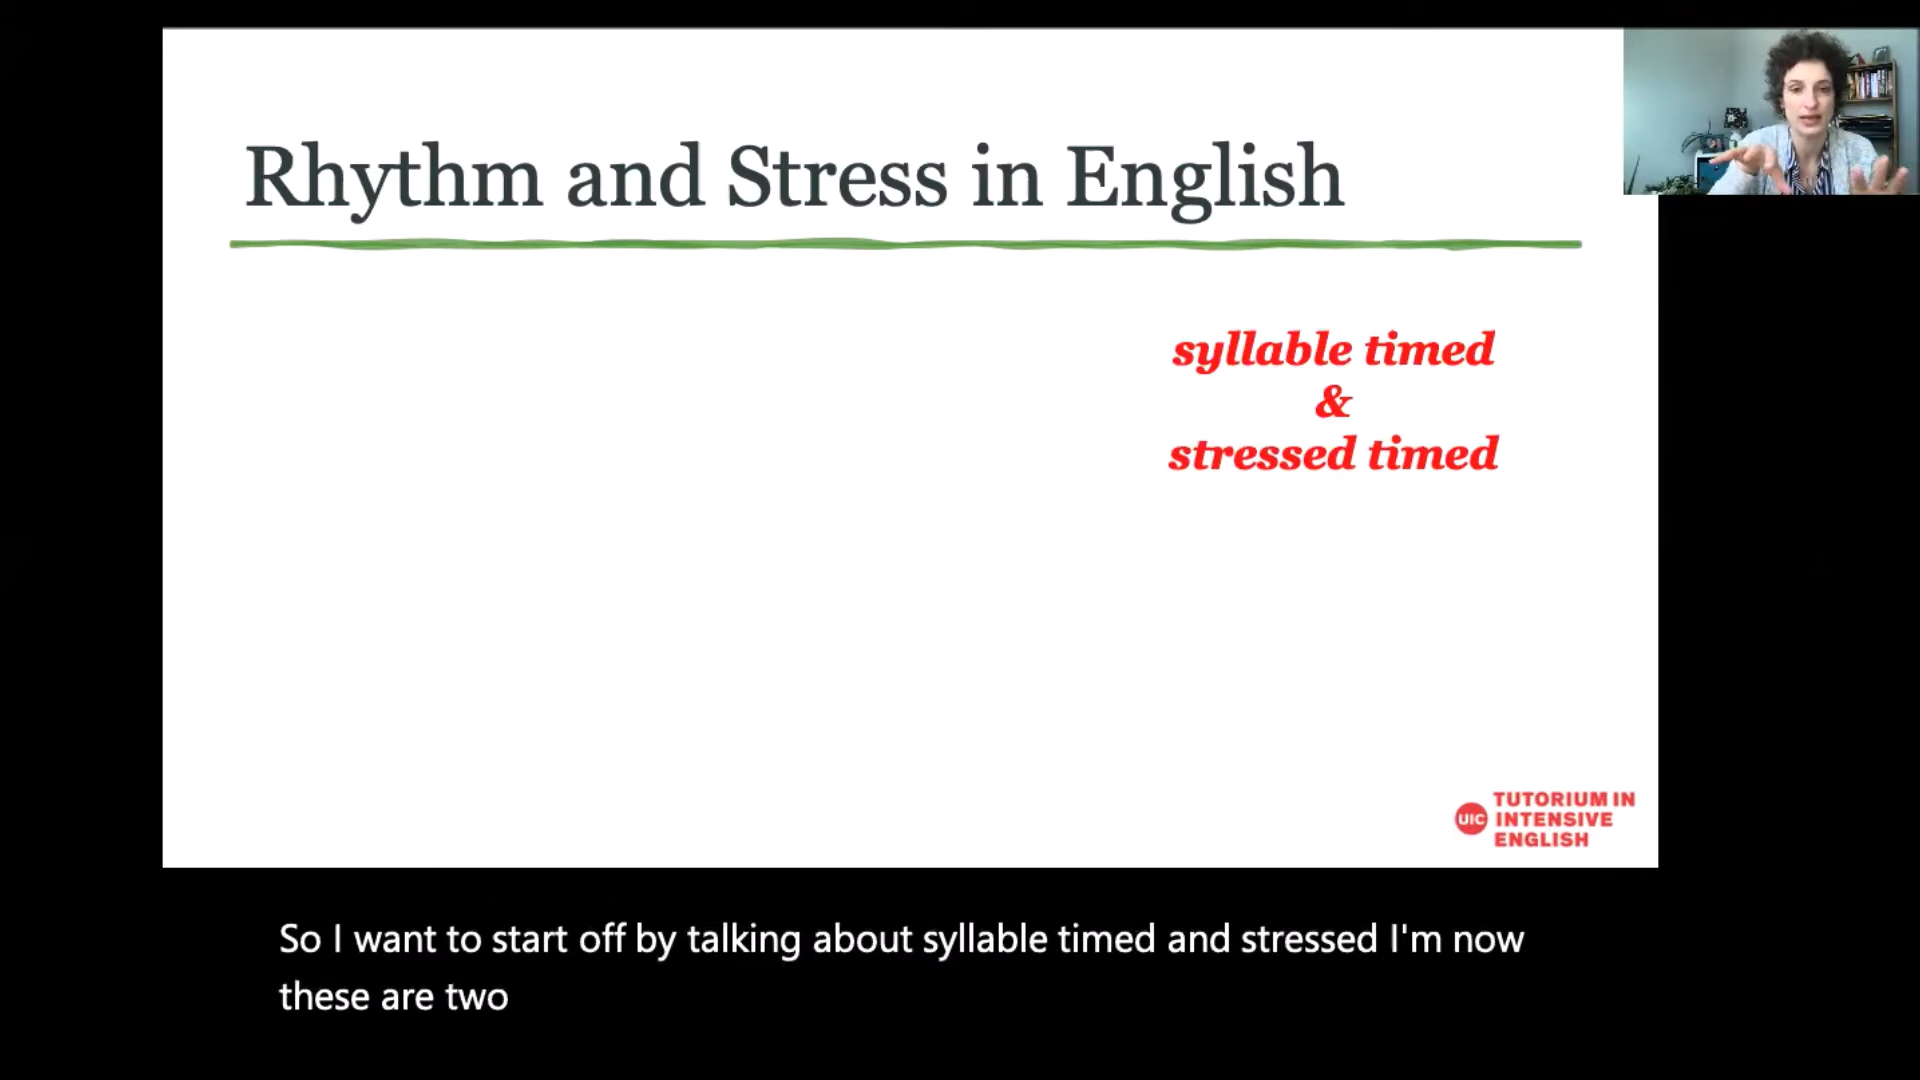 Rhythm and Stress in English
syllable timed
&
stressed timed
UIC
TUTORIUM IN
INTENSIVE
ENGLISH
So I want to start off by talking about syllable timed and stressed I'm now
these are two